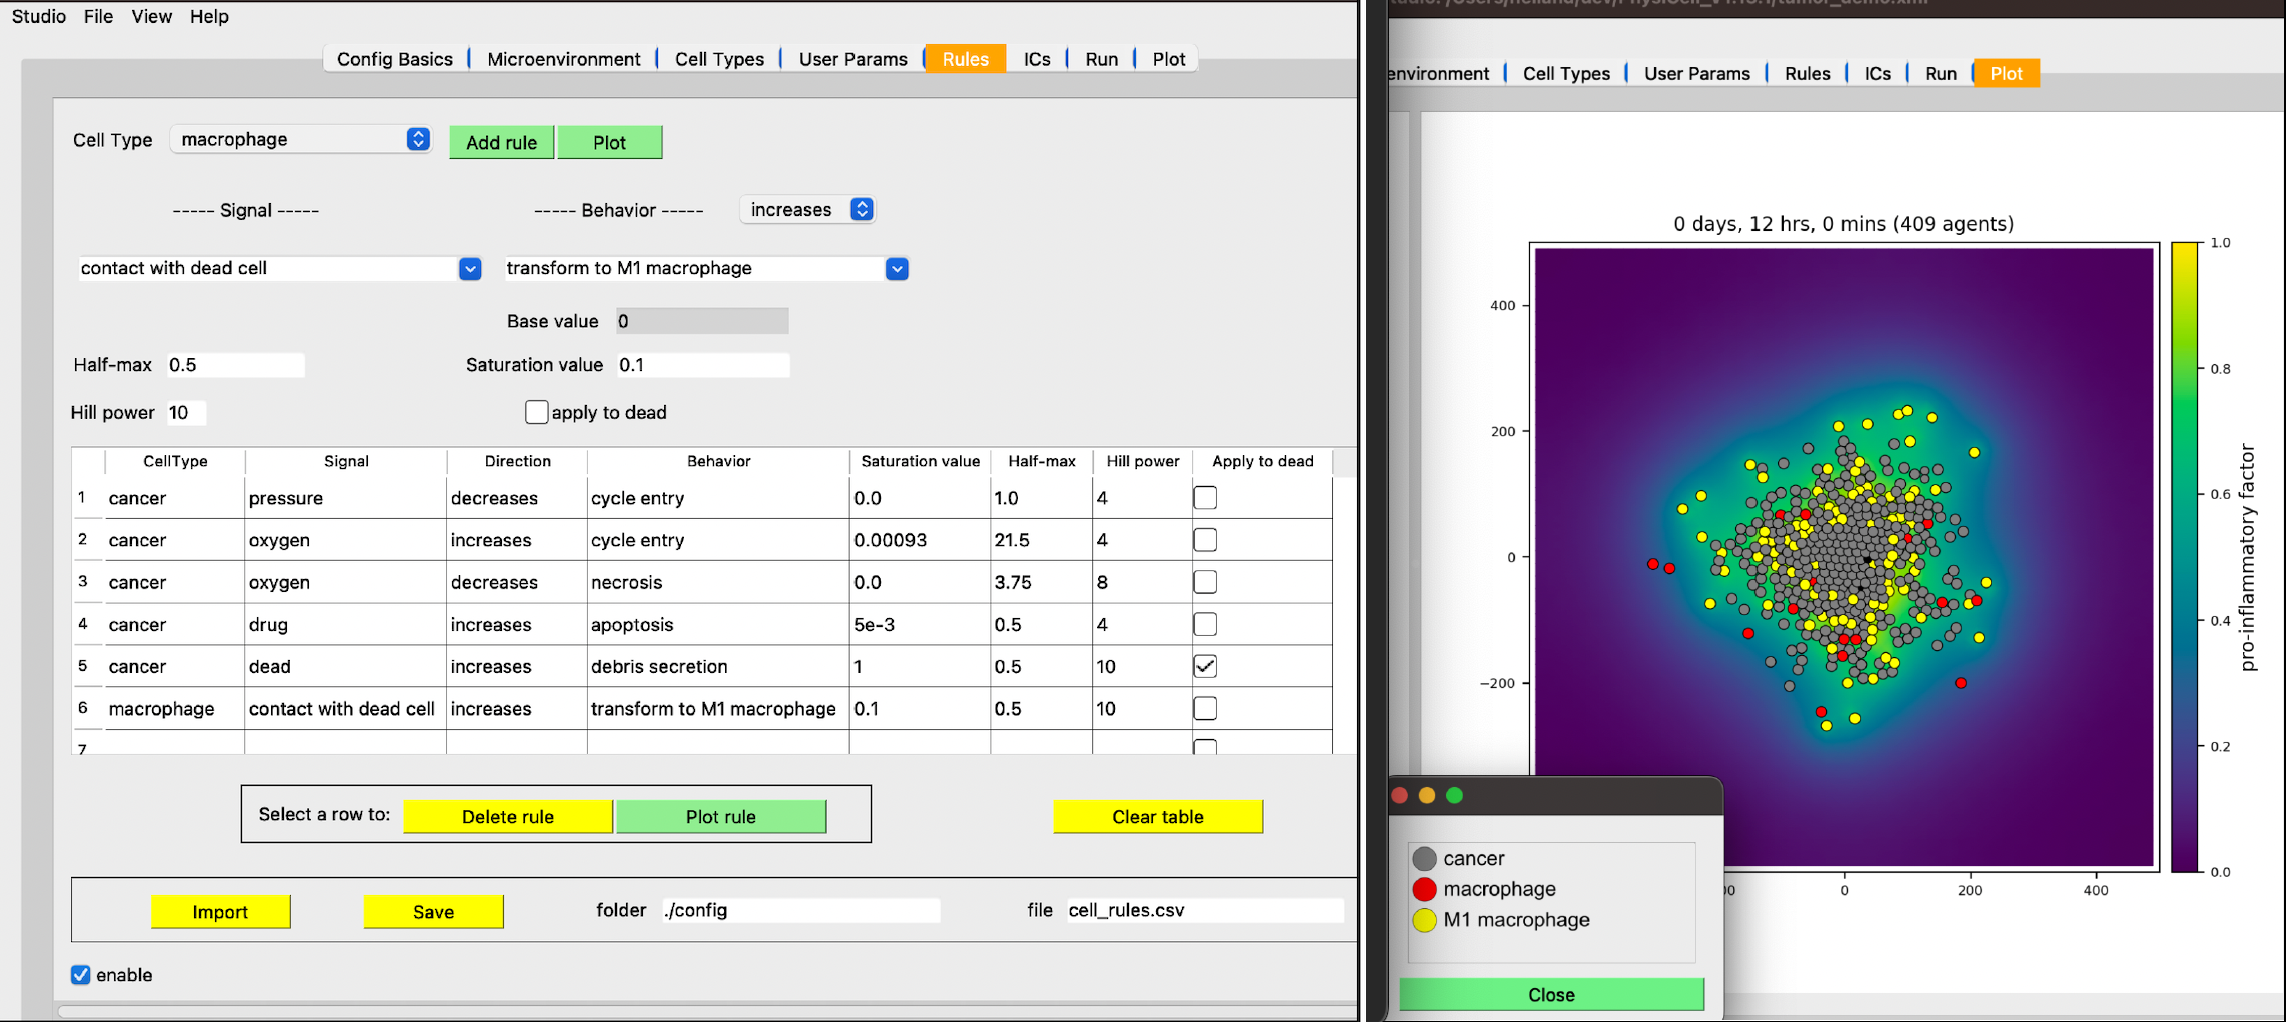 Studio File View Help
Config Basics Microenvironment Cell Types User Params Rules ICs Run Plot
Cell Type macrophage Add rule Plot
----- Signal ----- ----- Behavior ----- increases
contact with dead cell transform to M1 macrophage
Base value 0
Half-max 0.5 Saturation value 0.1
Hill power 10 apply to dead
CellType Signal Direction Behavior Saturation value Half-max Hill power Apply to dead
1 cancer pressure decreases cycle entry 0.0 1.0 4
2 cancer oxygen increases cycle entry 0.00093 21.5 4
3 cancer oxygen decreases necrosis 0.0 3.75 8
4 cancer drug increases apoptosis 5e-3 0.5 4
5 cancer dead increases debris secretion 1 0.5 10
6 macrophage contact with dead cell increases transform to M1 macrophage 0.1 0.5 10
7
Select a row to: Delete rule Plot rule Clear table
Import Save folder ./config file cell_rules.csv
enable
environment Cell Types User Params Rules ICs Run Plot
0 days, 12 hrs, 0 mins (409 agents)
400
200
0
−200
0 200 400
1.0
0.8
0.6
0.4
0.2
0.0
pro-inflammatory factor
cancer
macrophage
M1 macrophage
Close